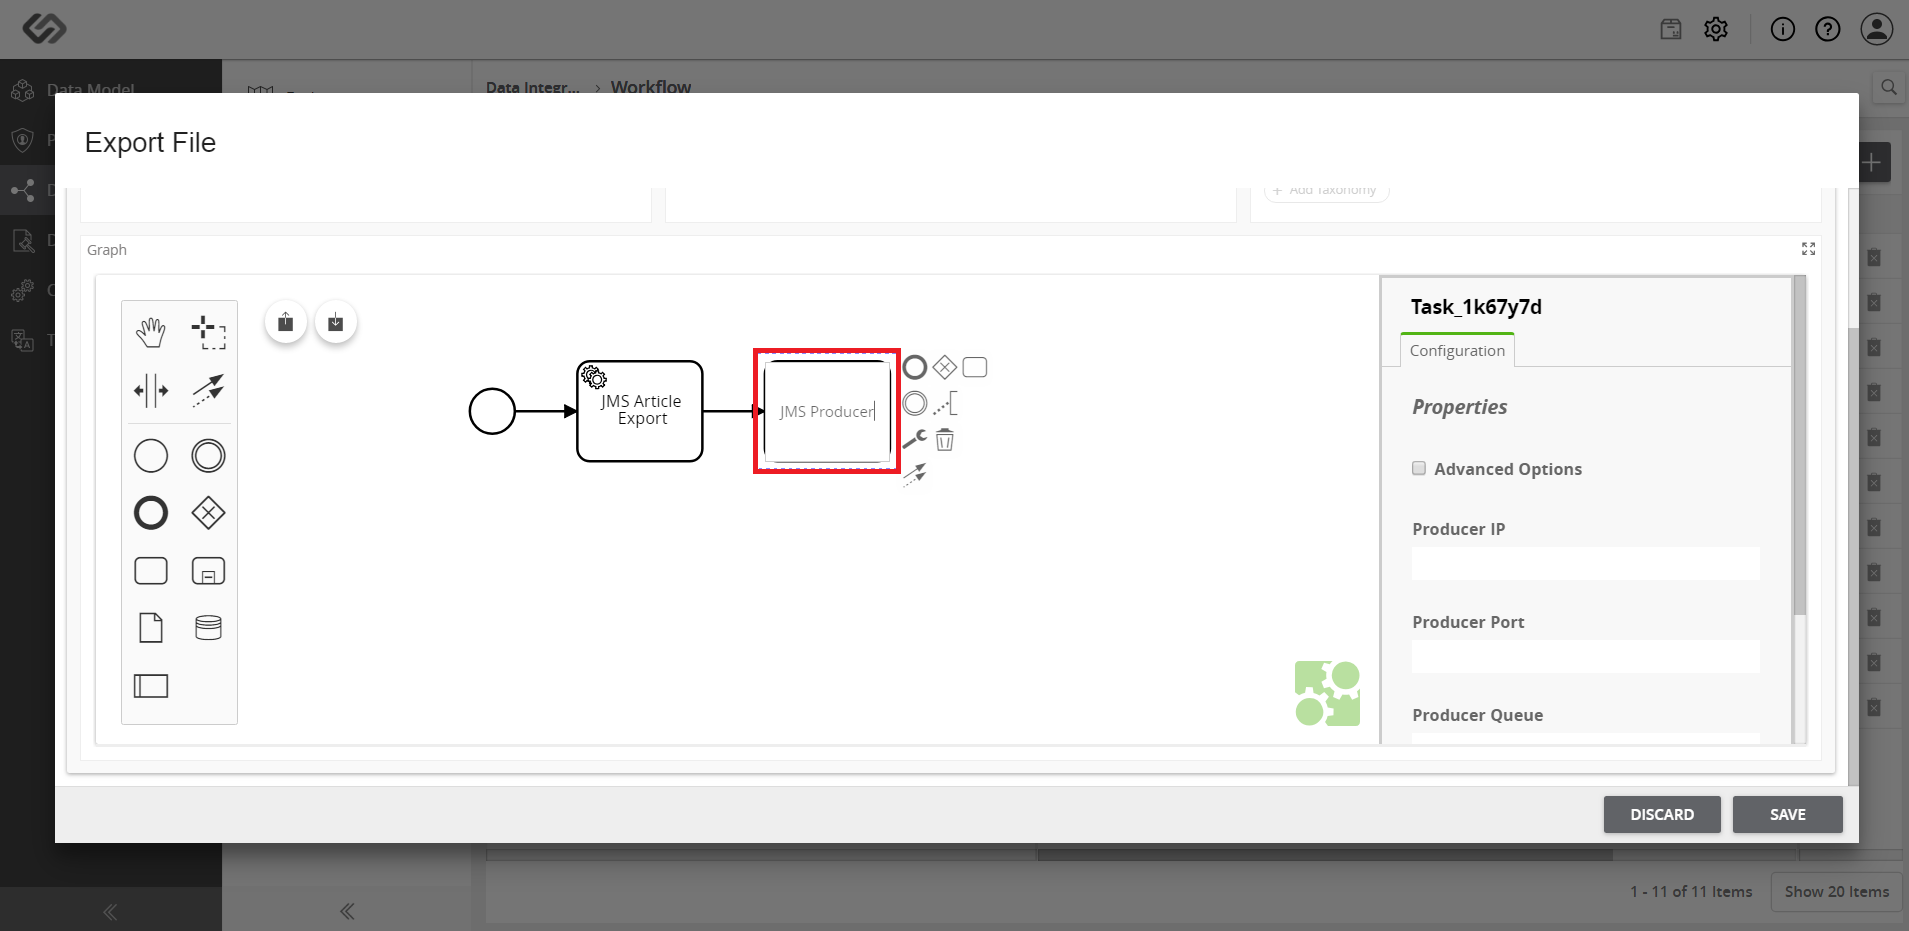 Data Model
Data Integr... › Workflow
Export File
+ Add Taxonomy
Graph
JMS Article
Export
JMS Producer
Task_1k67y7d
Configuration
Properties
Advanced Options
Producer IP
Producer Port
Producer Queue
DISCARD
SAVE
1 - 11 of 11 Items
Show 20 Items